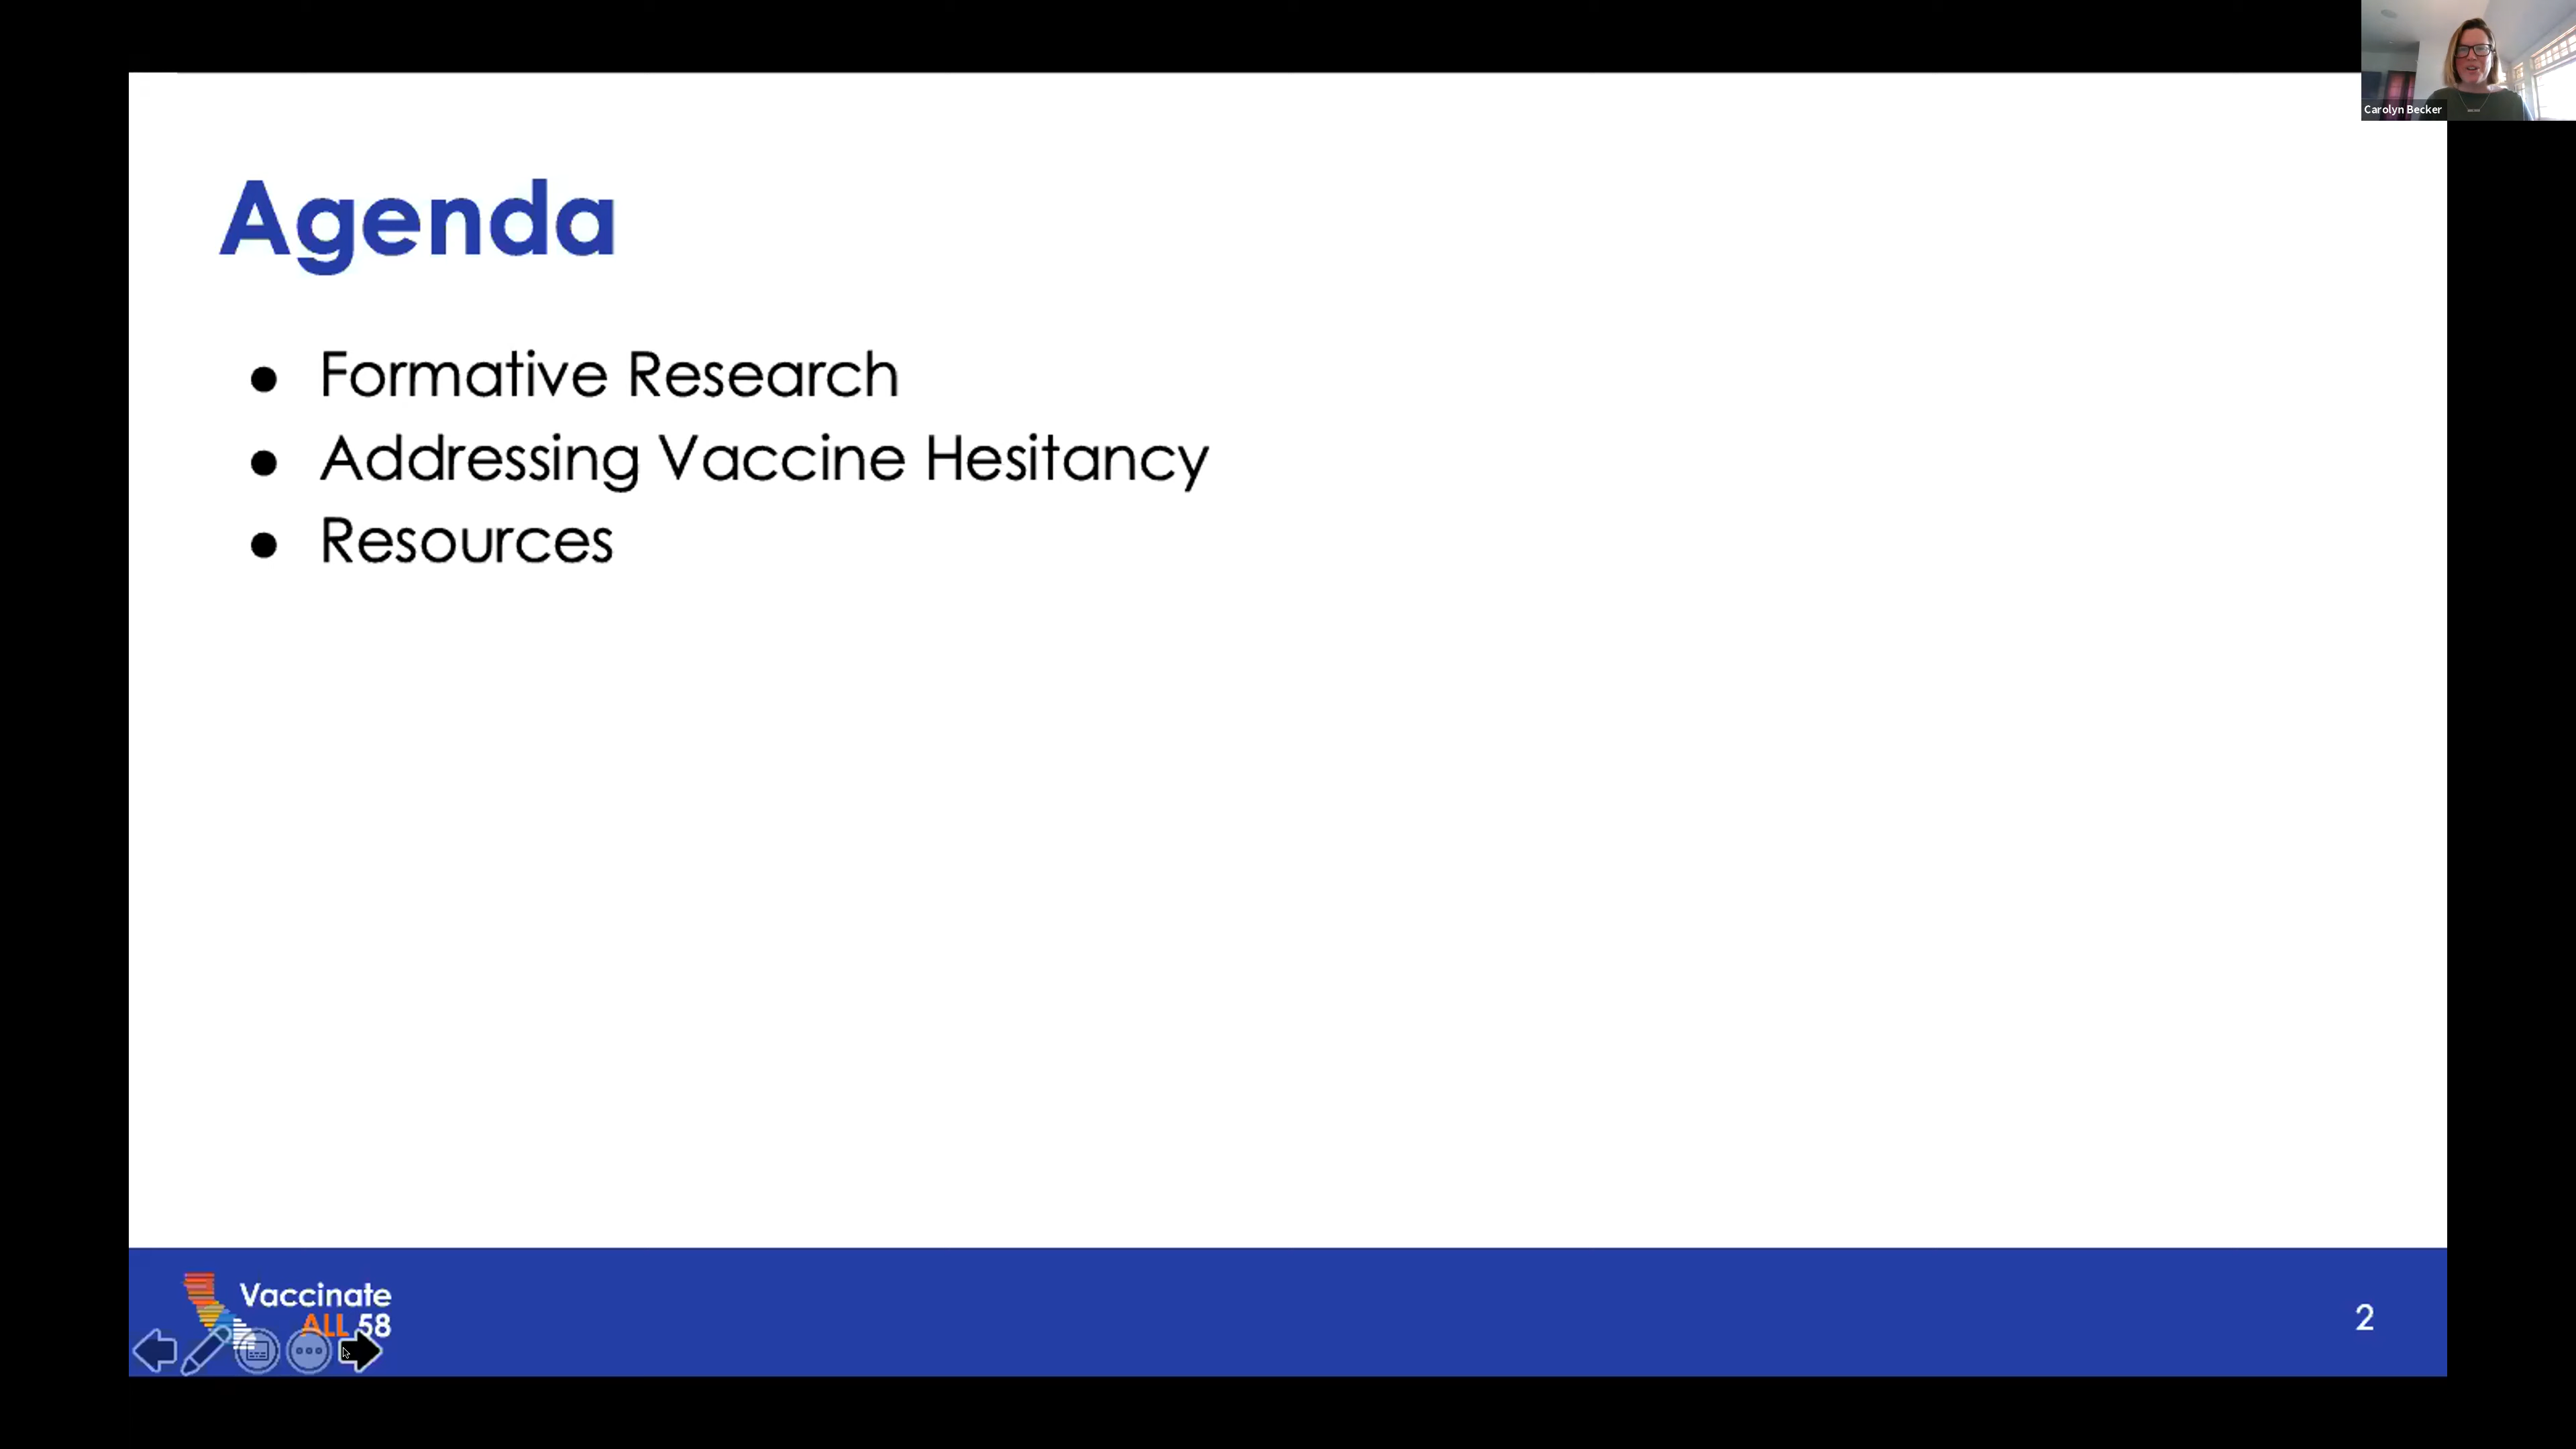 Carolyn Becker
Agenda
● Formative Research
● Addressing Vaccine Hesitancy
● Resources
Vaccinate
ALL 58
2